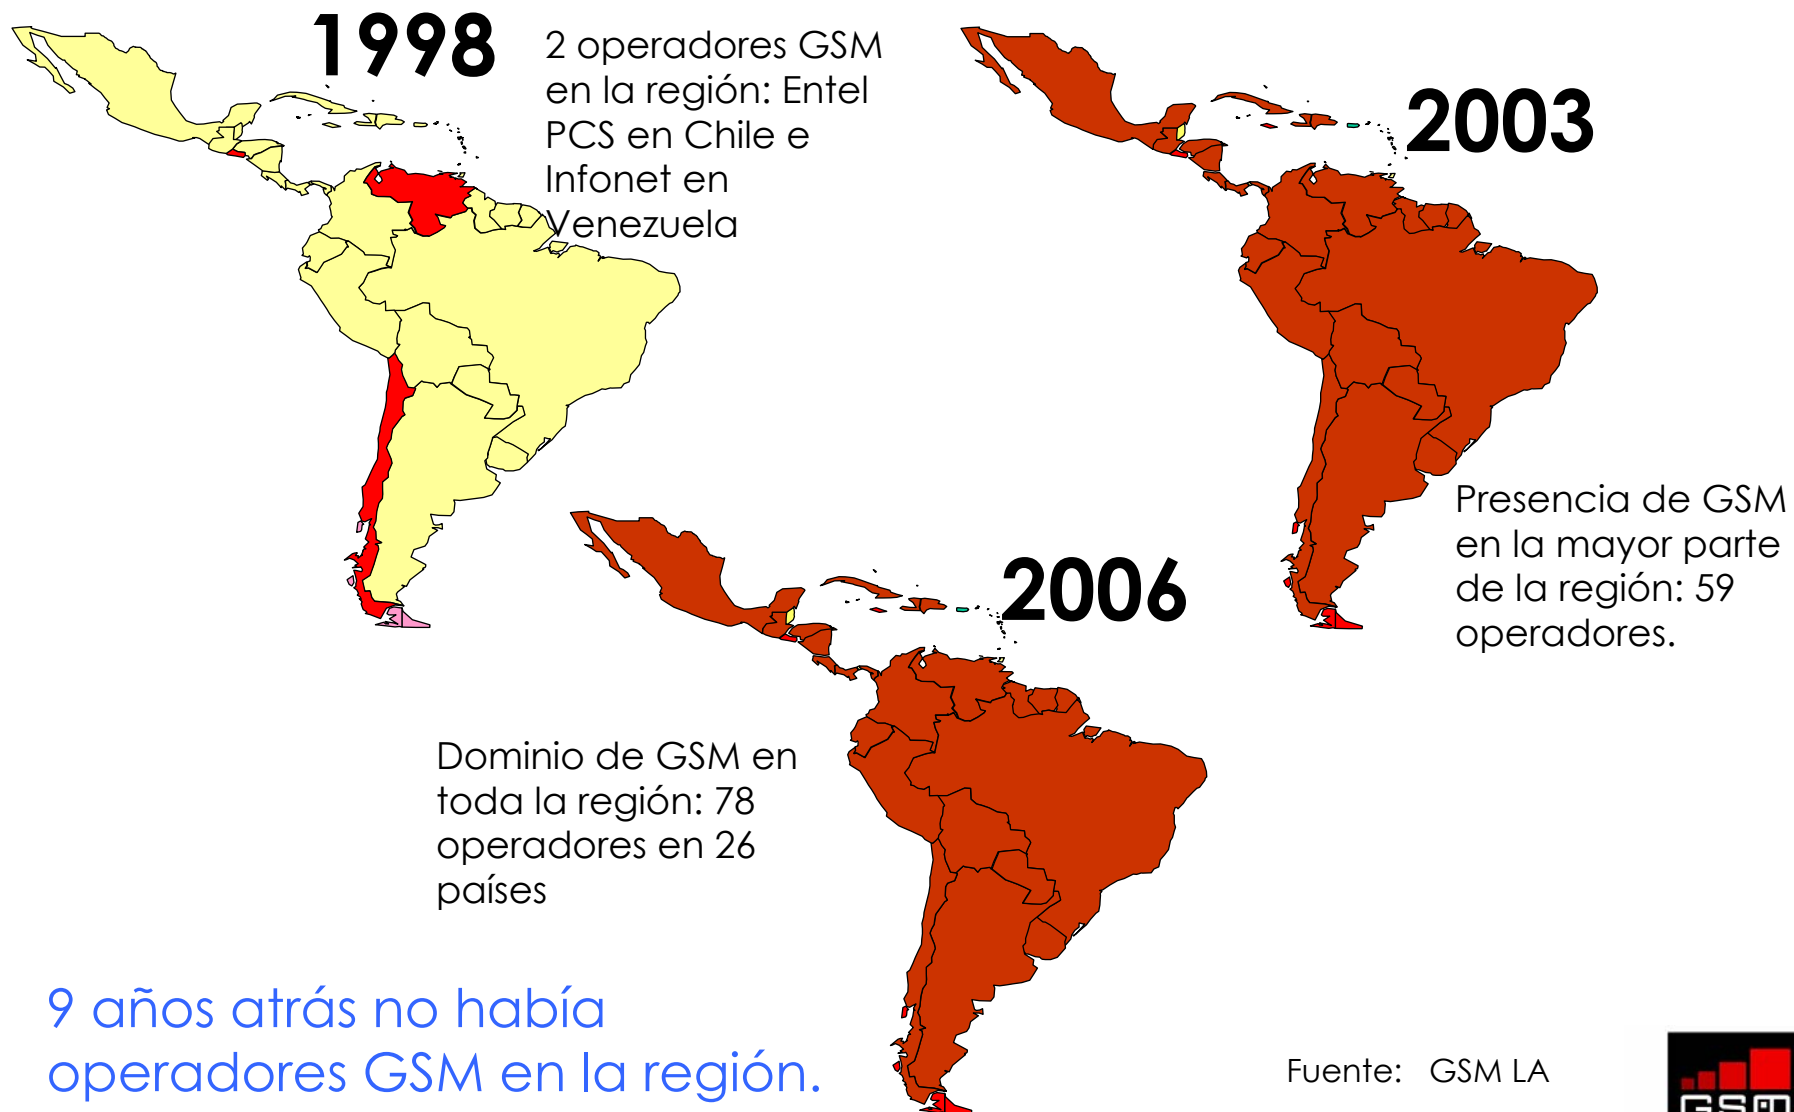 1998
2 operadores GSM
en la región: Entel
PCS en Chile e
Infonet en
Venezuela
2003
Presencia de GSM
en la mayor parte
de la región: 59
operadores.
2006
Dominio de GSM en
toda la región: 78
operadores en 26
países
9 años atrás no había
operadores GSM en la región.
Fuente: GSM LA
GSM